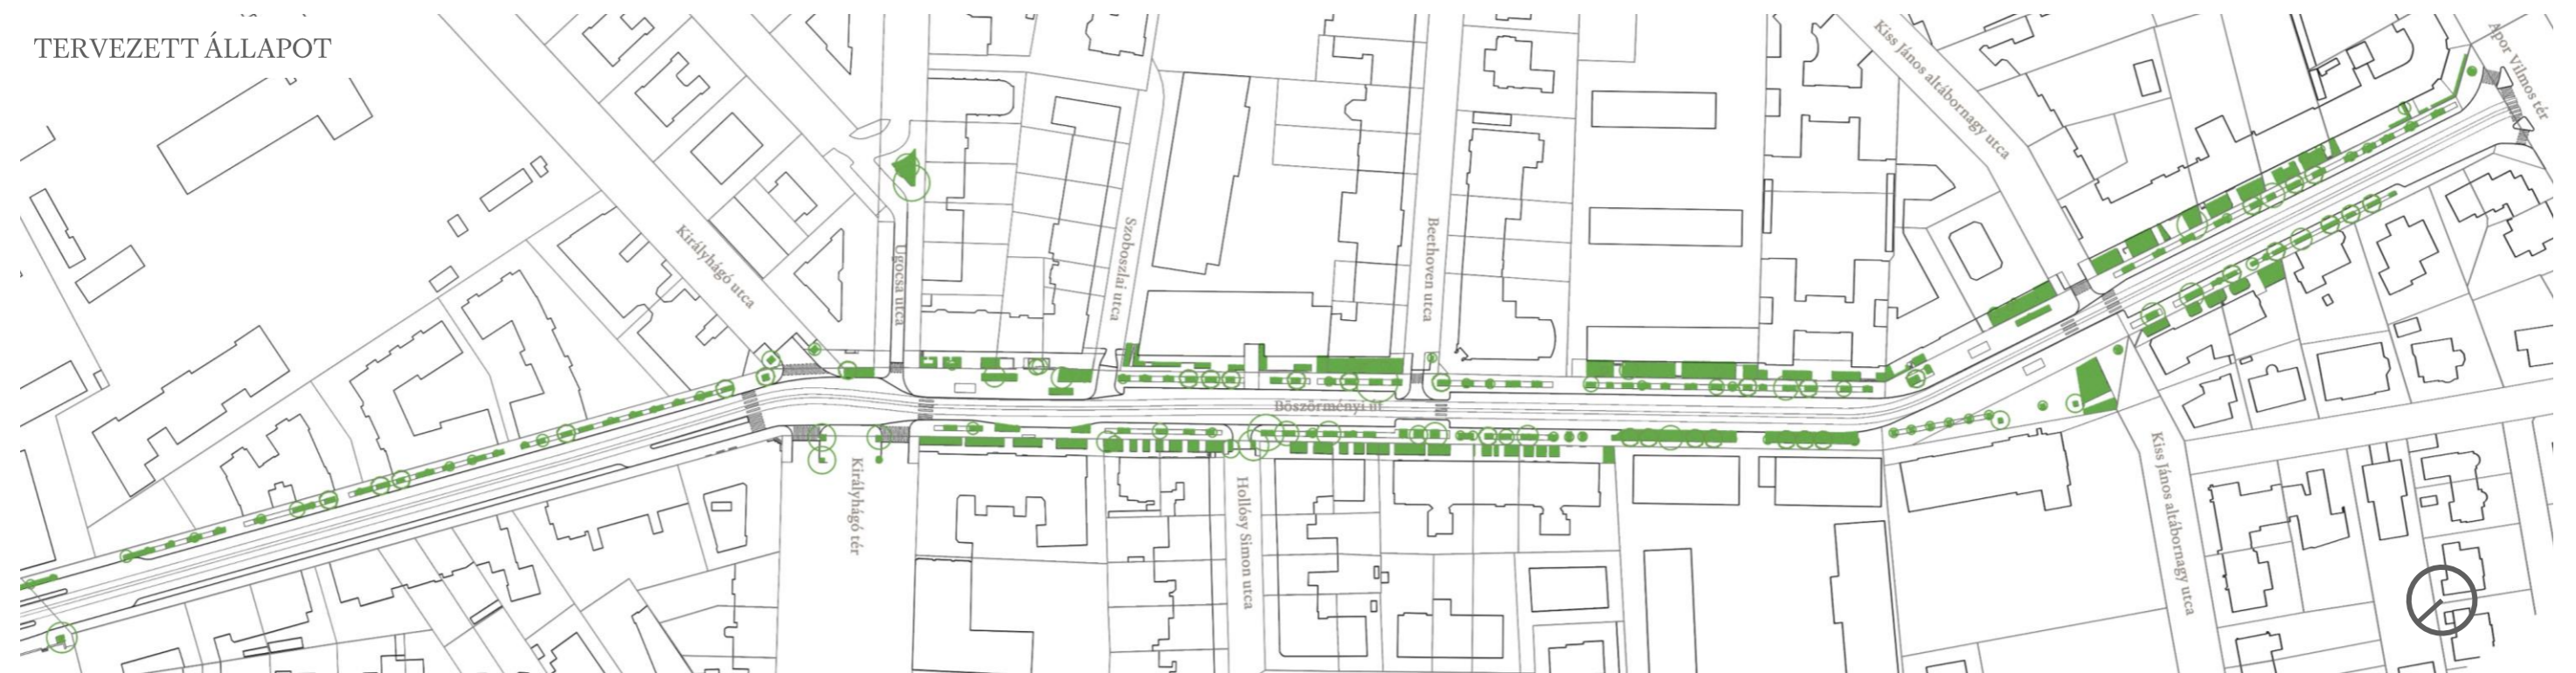 TERVEZETT ÁLLAPOT
Királyhágó utca
Ugocsa utca
Szoboszlai utca
Beethoven utca
Kiss János altábornagy utca
Apor Vilmos tér
Böszörményi út
Királyhágó tér
Hollósy Simon utca
Kiss János altábornagy utca